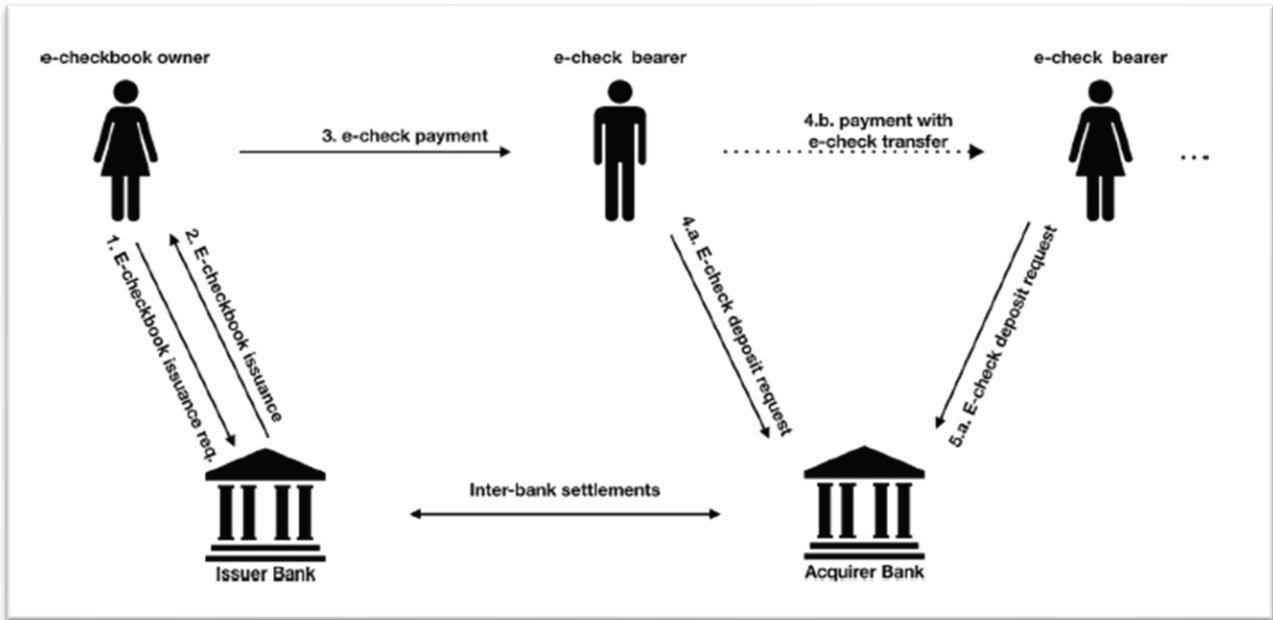 e-checkbook owner
e-check bearer
e-check bearer
3. e-check payment
4.b. payment with
e-check transfer
...
1. E-checkbook issuance req.
2. E-checkbook issuance
4.a. E-check deposit request
5.a. E-check deposit request
Inter-bank settlements
Issuer Bank
Acquirer Bank